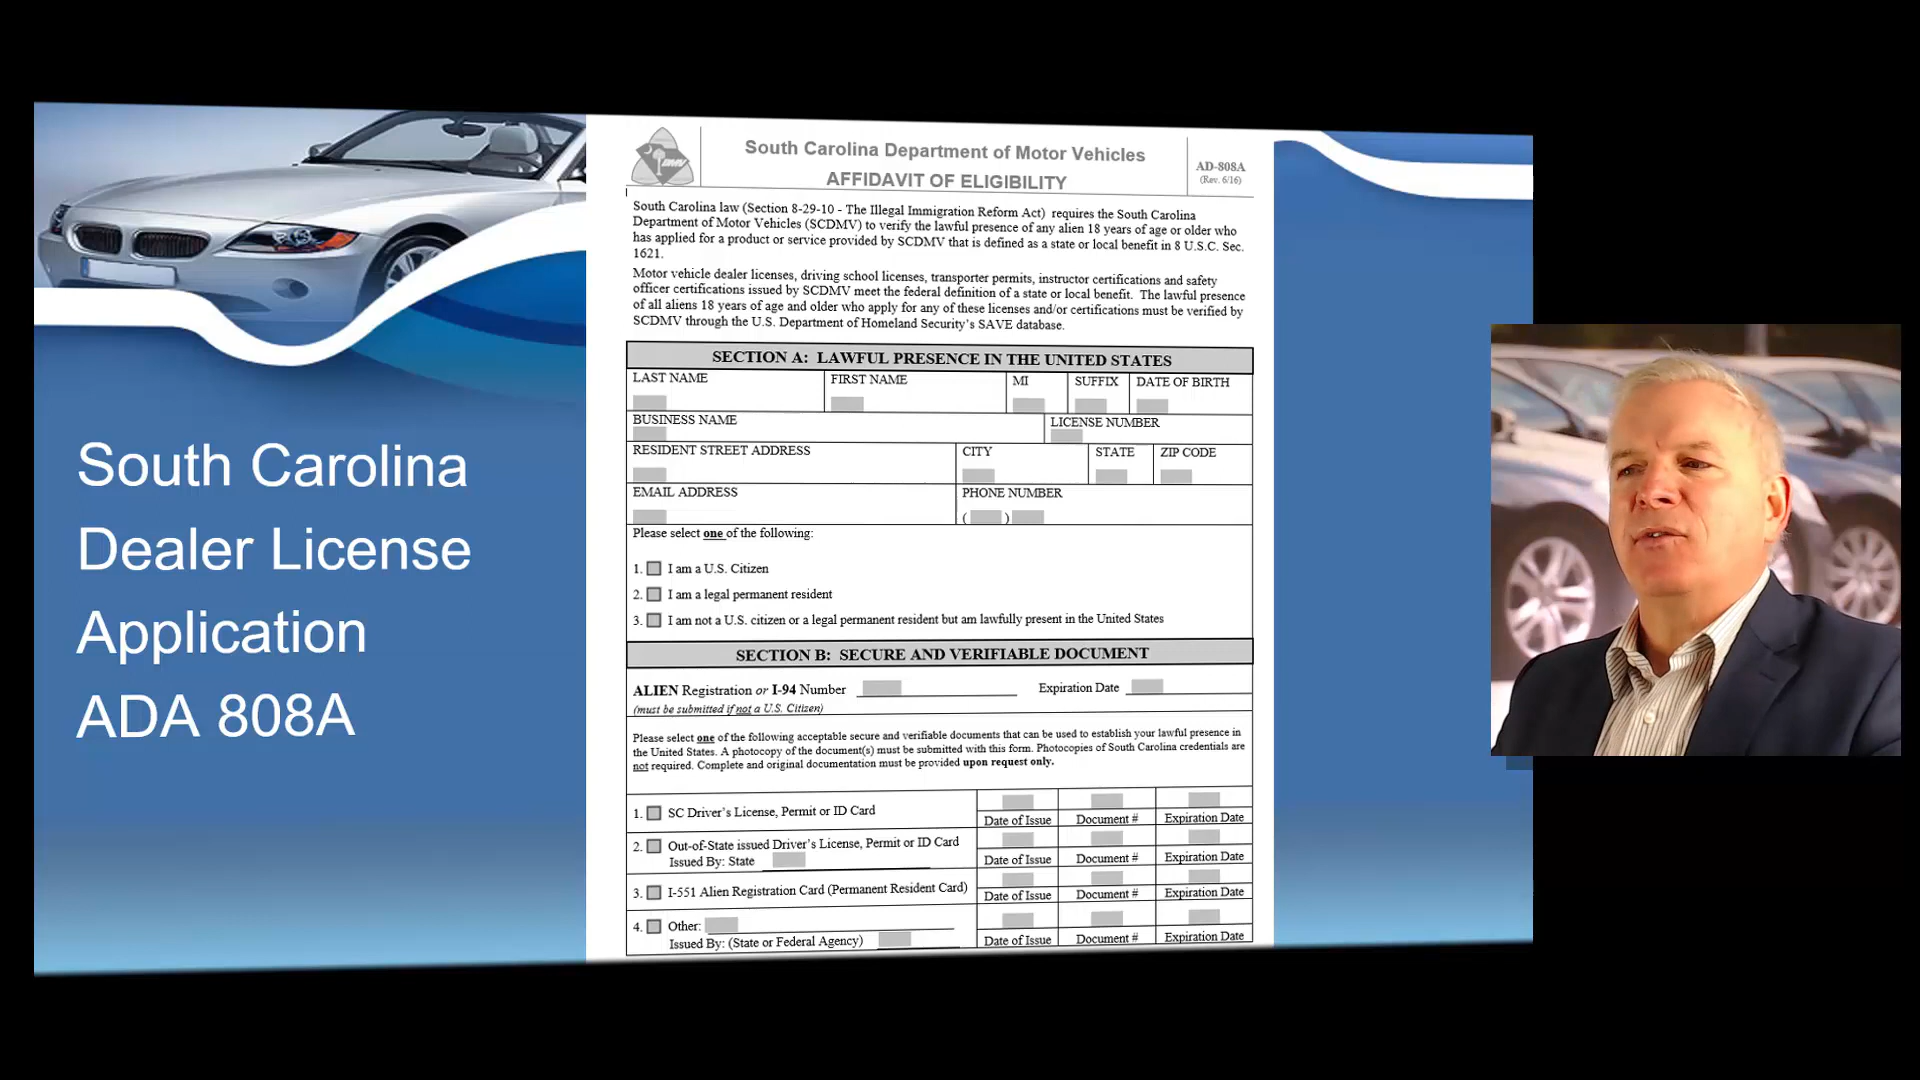 South Carolina
Dealer License
Application
ADA 808A
DMV
South Carolina Department of Motor Vehicles
AFFIDAVIT OF ELIGIBILITY
AD-808A
(Rev. 6/16)
South Carolina law (Section 8-29-10 - The Illegal Immigration Reform Act) requires the South Carolina
Department of Motor Vehicles (SCDMV) to verify the lawful presence of any alien 18 years of age or older who
has applied for a product or service provided by SCDMV that is defined as a state or local benefit in 8 U.S.C. Sec.
1621.
Motor vehicle dealer licenses, driving school licenses, transporter permits, instructor certifications and safety
officer certifications issued by SCDMV meet the federal definition of a state or local benefit. The lawful presence
of all aliens 18 years of age and older who apply for any of these licenses and/or certifications must be verified by
SCDMV through the U.S. Department of Homeland Security's SAVE database.
SECTION A: LAWFUL PRESENCE IN THE UNITED STATES
LAST NAME FIRST NAME MI SUFFIX DATE OF BIRTH
BUSINESS NAME LICENSE NUMBER
RESIDENT STREET ADDRESS CITY STATE ZIP CODE
EMAIL ADDRESS PHONE NUMBER
( )
Please select one of the following:
1. I am a U.S. Citizen
2. I am a legal permanent resident
3. I am not a U.S. citizen or a legal permanent resident but am lawfully present in the United States
SECTION B: SECURE AND VERIFIABLE DOCUMENT
ALIEN Registration or I-94 Number Expiration Date
(must be submitted if not a U.S. Citizen)
Please select one of the following acceptable secure and verifiable documents that can be used to establish your lawful presence in
the United States. A photocopy of the document(s) must be submitted with this form. Photocopies of South Carolina credentials are
not required. Complete and original documentation must be provided upon request only.
1. SC Driver's License, Permit or ID Card
Date of Issue Document # Expiration Date
2. Out-of-State issued Driver's License, Permit or ID Card
Issued By: State
Date of Issue Document # Expiration Date
3. I-551 Alien Registration Card (Permanent Resident Card)
Date of Issue Document # Expiration Date
4. Other:
Issued By: (State or Federal Agency)
Date of Issue Document # Expiration Date